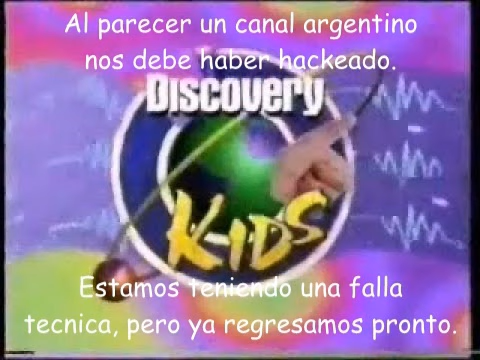 Al parecer un canal argentino
nos debe haber hackeado.
Discovery
KIDS
Estamos teniendo una falla
tecnica, pero ya regresamos pronto.